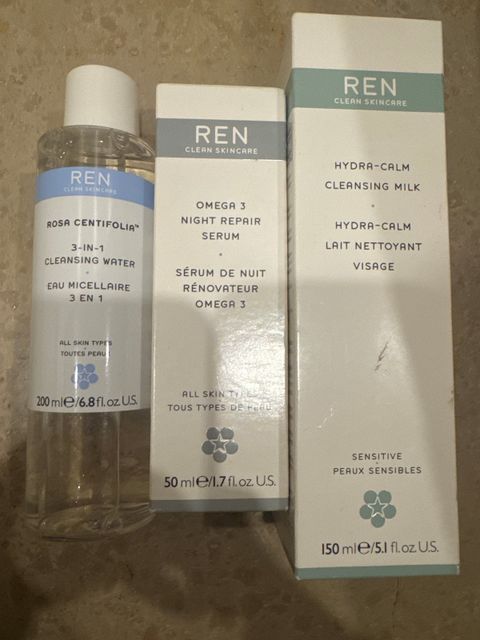 REN
CLEAN SKINCARE
ROSA CENTIFOLIA™
3-IN-1
CLEANSING WATER
EAU MICELLAIRE
3 EN 1
ALL SKIN TYPES
TOUTES PEAUX
200 ml e/6.8 fl.oz. U.S.
REN
CLEAN SKINCARE
OMEGA 3
NIGHT REPAIR
SERUM
SÉRUM DE NUIT
RÉNOVATEUR
OMEGA 3
ALL SKIN TYPES
TOUS TYPES DE PEAU
50 ml e/1.7 fl.oz. U.S.
REN
CLEAN SKINCARE
HYDRA-CALM
CLEANSING MILK
HYDRA-CALM
LAIT NETTOYANT
VISAGE
SENSITIVE
PEAUX SENSIBLES
150 ml e/5.1 fl.oz. U.S.